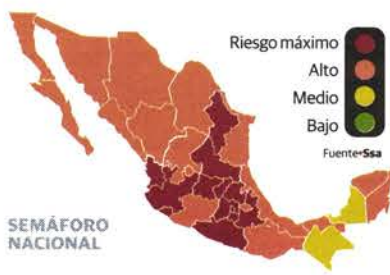 Riesgo máximo
Alto
Medio
Bajo
Fuente•Ssa
SEMÁFORO
NACIONAL